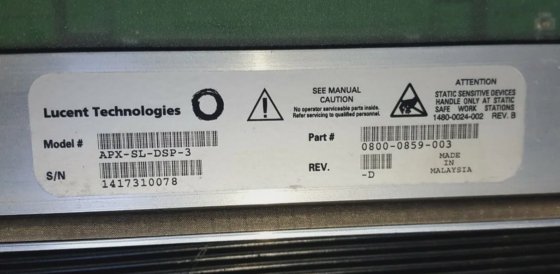 Lucent Technologies
SEE MANUAL
CAUTION
No operator serviceable parts inside.
Refer servicing to qualified personnel.
ATTENTION
STATIC SENSITIVE DEVICES
HANDLE ONLY AT STATIC
SAFE WORK STATIONS
1480-0024-002 REV. B
Model #
APX-SL-DSP-3
Part #
0800-0859-003
S/N
1417310078
REV.
-D
MADE
IN
MALAYSIA